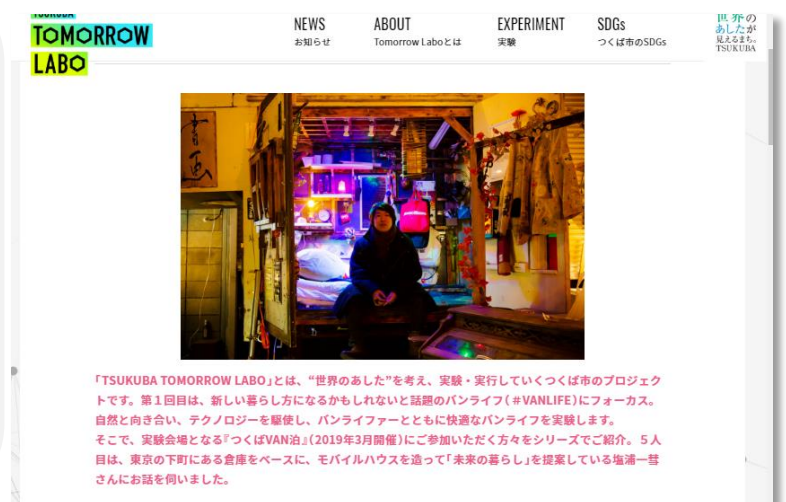 TSUKUBA
TOMORROW
LABO
NEWS
お知らせ
ABOUT
Tomorrow Laboとは
EXPERIMENT
実験
SDGs
つくば市のSDGs
世界の
あしたが
見えるまち。
TSUKUBA
書画
「TSUKUBA TOMORROW LABO」とは、“世界のあした”を考え、実験・実行していくつくば市のプロジェク
トです。第１回目は、新しい暮らし方になるかもしれないと話題のバンライフ（＃VANLIFE）にフォーカス。
自然と向き合い、テクノロジーを駆使し、バンライファーとともに快適なバンライフを実験します。
そこで、実験会場となる『つくばVAN泊』（2019年3月開催）にご参加いただく方々をシリーズでご紹介。５人
目は、東京の下町にある倉庫をベースに、モバイルハウスを造って「未来の暮らし」を提案している塩浦一彗
さんにお話を伺いました。